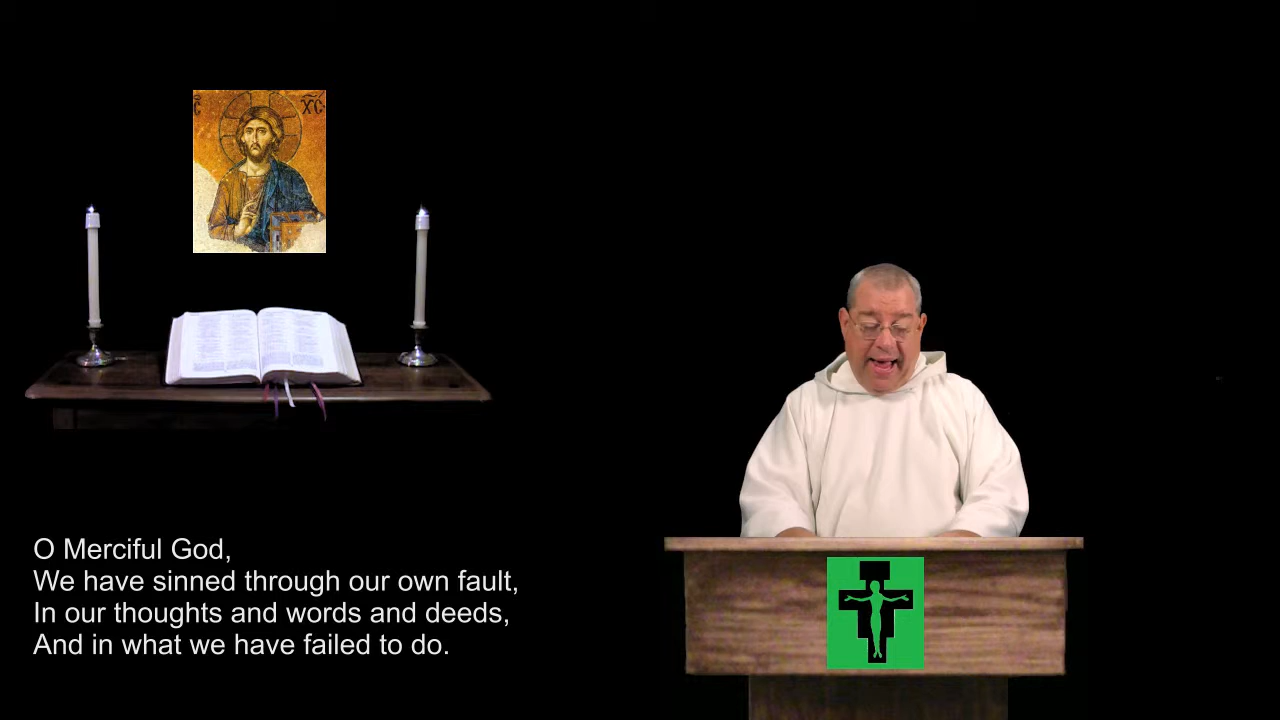 XC
O Merciful God,
We have sinned through our own fault,
In our thoughts and words and deeds,
And in what we have failed to do.